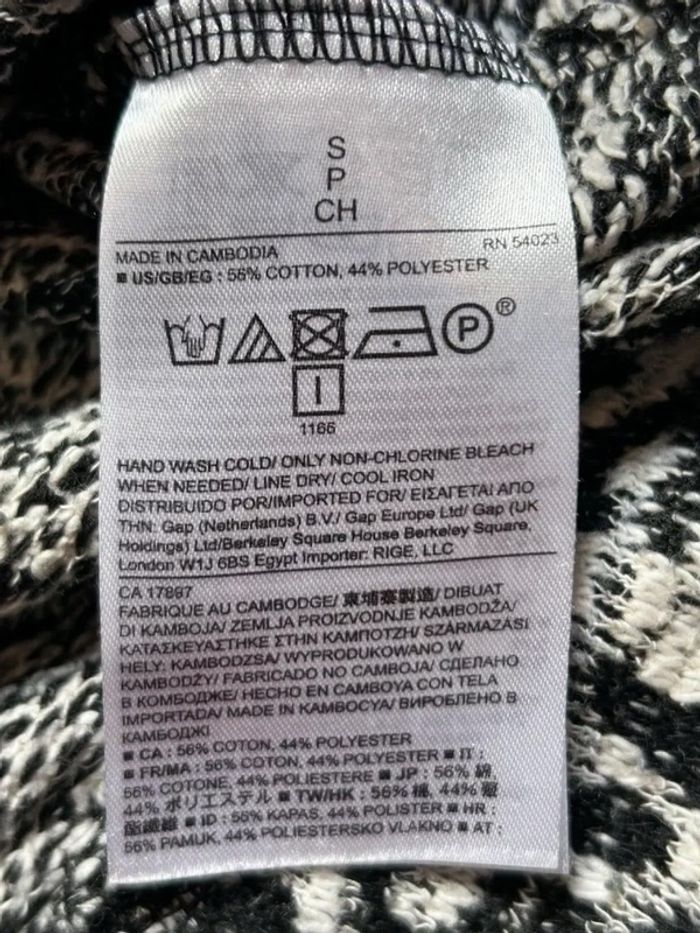 S
P
CH
MADE IN CAMBODIA RN 54023
■ US/GB/EG : 56% COTTON, 44% POLYESTER
P ®
I
1166
HAND WASH COLD/ ONLY NON-CHLORINE BLEACH
WHEN NEEDED/ LINE DRY/ COOL IRON
DISTRIBUIDO POR/IMPORTED FOR/ ΕΙΣΑΓΕΤΑΙ ΑΠΟ
ΤΗΝ: Gap (Netherlands) B.V./ Gap Europe Ltd/ Gap (UK
Holdings) Ltd/Berkeley Square House Berkeley Square,
London W1J 6BS Egypt Importer: RIGE, LLC
CA 17897
FABRIQUE AU CAMBODGE/ 柬埔寨製造/ DIBUAT
DI KAMBOJA/ ZEMLJA PROIZVODNJE KAMBODŽA/
ΚΑΤΑΣΚΕΥΑΣΤΗΚΕ ΣΤΗΝ ΚΑΜΠΟΤΖΗ/ SZÁRMAZÁSI
HELY: KAMBODZSA/ WYPRODUKOWANO W
KAMBODŻY/ FABRICADO NO CAMBOJA/ СДЕЛАНО
В КОМБОДЖЕ/ HECHO EN CAMBOYA CON TELA
IMPORTADA/ MADE IN KAMBOCYA/ ВИРОБЛЕНО В
КАМБОДЖІ
■ CA : 56% COTON, 44% POLYESTER
■ FR/MA : 56% COTON, 44% POLYESTER ■ IT :
56% COTONE, 44% POLIESTERE ■ JP : 56% 綿,
44% ポリエステル ■ TW/HK : 56% 棉, 44% 聚
酯纖維 ■ ID : 56% KAPAS, 44% POLISTER ■ HR :
56% PAMUK, 44% POLIESTERSKO VLAKNO ■ AT :